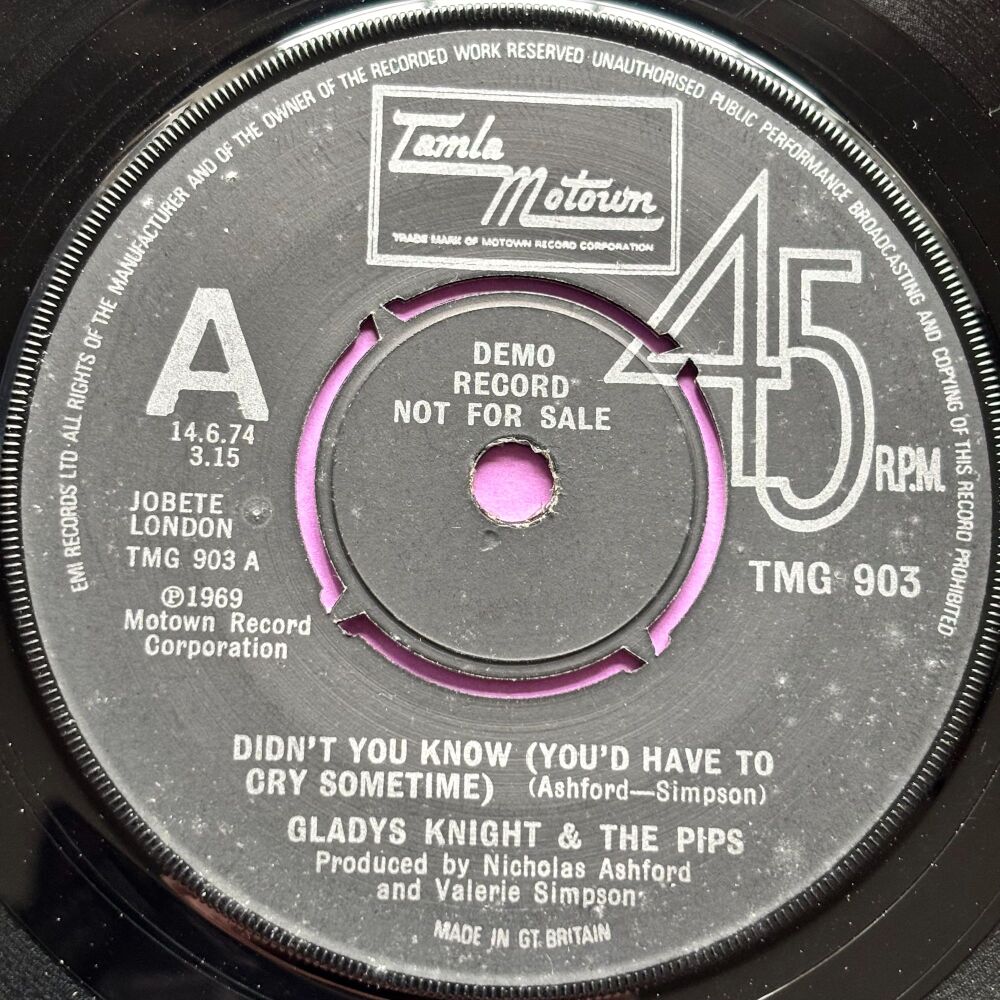 EMI RECORDS LTD ALL RIGHTS OF THE MANUFACTURER AND OF THE OWNER OF THE RECORDED WORK RESERVED UNAUTHORISED PUBLIC PERFORMANCE BROADCASTING AND COPYING OF THIS RECORD PROHIBITED
Tamla
Motown
TRADE MARK OF MOTOWN RECORD CORPORATION
45
R.P.M.
A
14.6.74
3.15
DEMO
RECORD
NOT FOR SALE
JOBETE
LONDON
TMG 903 A
℗1969
Motown Record
Corporation
TMG 903
DIDN'T YOU KNOW (YOU'D HAVE TO
CRY SOMETIME) (Ashford—Simpson)
GLADYS KNIGHT & THE PIPS
Produced by Nicholas Ashford
and Valerie Simpson
MADE IN GT. BRITAIN